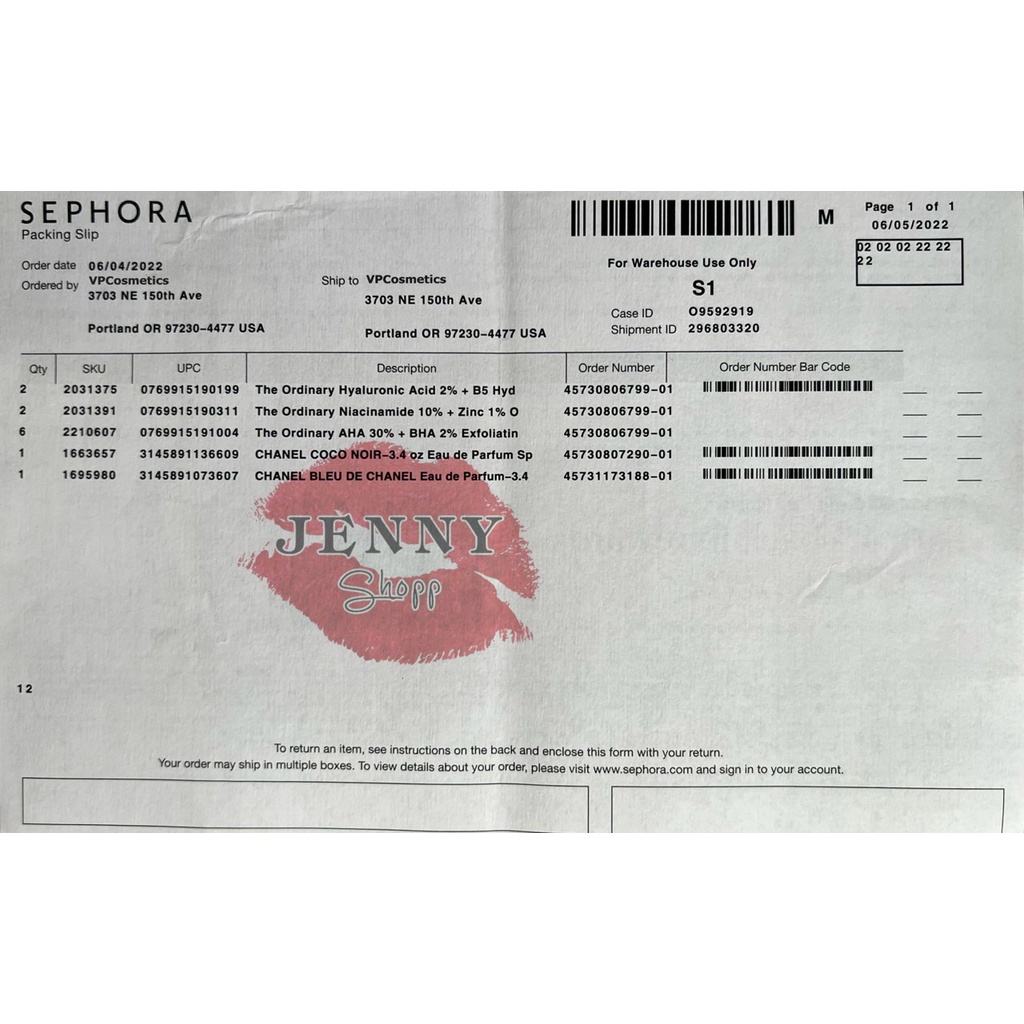 SEPHORA
Packing Slip
M
Page 1 of 1
06/05/2022
02 02 02 22 22
22
Order date 06/04/2022
Ordered by VPCosmetics
3703 NE 150th Ave
Portland OR 97230-4477 USA
Ship to VPCosmetics
3703 NE 150th Ave
Portland OR 97230-4477 USA
For Warehouse Use Only
S1
Case ID O9592919
Shipment ID 296803320
Qty SKU UPC Description Order Number Order Number Bar Code
2 2031375 0769915190199 The Ordinary Hyaluronic Acid 2% + B5 Hyd 45730806799-01
2 2031391 0769915190311 The Ordinary Niacinamide 10% + Zinc 1% O 45730806799-01
6 2210607 0769915191004 The Ordinary AHA 30% + BHA 2% Exfoliatin 45730806799-01
1 1663657 3145891136609 CHANEL COCO NOIR-3.4 oz Eau de Parfum Sp 45730807290-01
1 1695980 3145891073607 CHANEL BLEU DE CHANEL Eau de Parfum-3.4 45731173188-01
JENNY
Shopp
12
To return an item, see instructions on the back and enclose this form with your return.
Your order may ship in multiple boxes. To view details about your order, please visit www.sephora.com and sign in to your account.